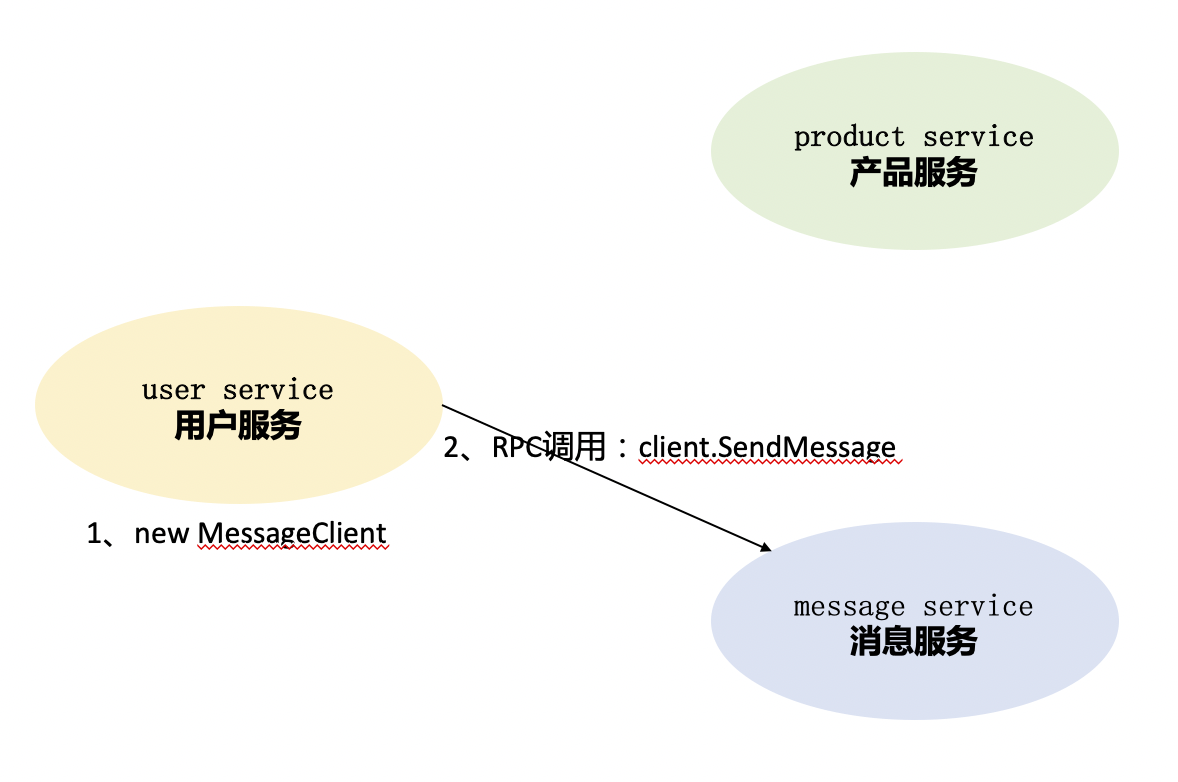 product service
产品服务
user service
用户服务
2、RPC调用：client.SendMessage
1、new MessageClient
message service
消息服务